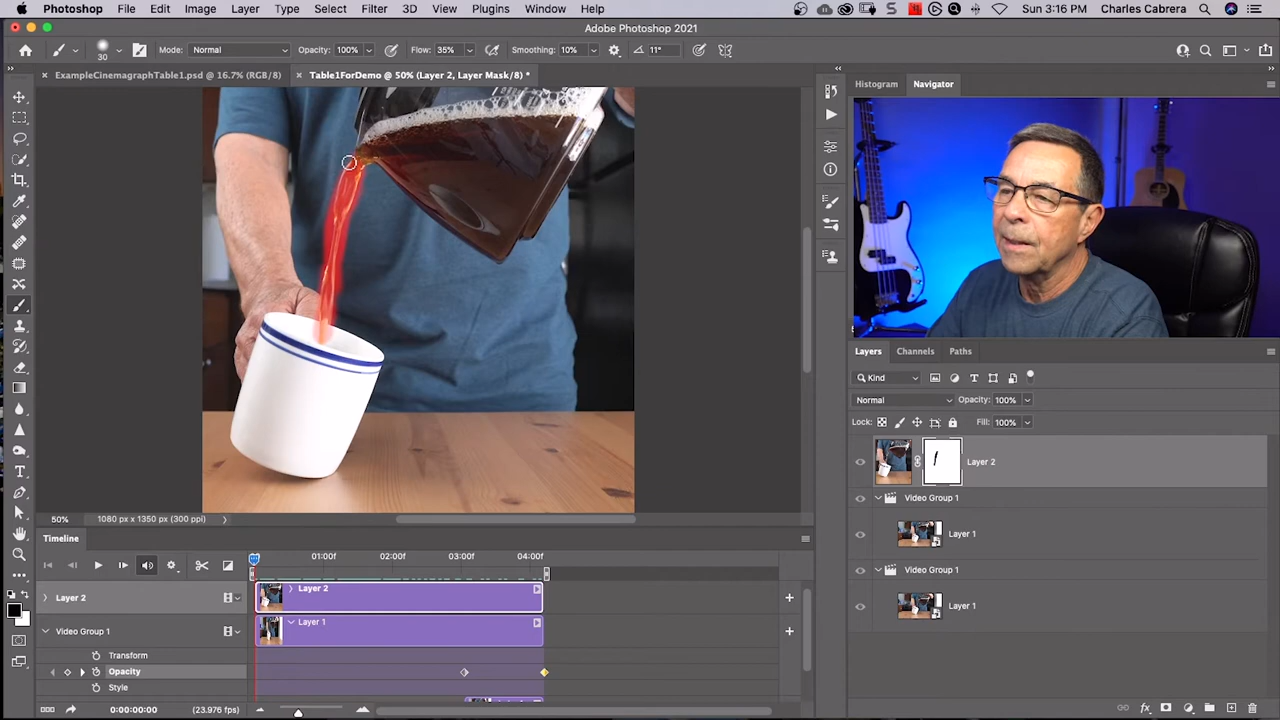 Photoshop File Edit Image Layer Type Select Filter 3D View Plugins Window Help Sun 3:16 PM Charles Cabrera
Adobe Photoshop 2021
Mode: Normal Opacity: 100% Flow: 35% Smoothing: 10% 11°
30
ExampleCinemagraphTable1.psd @ 16.7% (RGB/8) Table1ForDemo @ 50% (Layer 2, Layer Mask/8) *
Histogram Navigator
Layers Channels Paths
Kind
Normal Opacity: 100%
Lock: Fill: 100%
Layer 2
Video Group 1
Layer 1
Video Group 1
Layer 1
50% 1080 px x 1350 px (300 ppi)
Timeline
01:00f 02:00f 03:00f 04:00f
Layer 2 Layer 2
Video Group 1 Layer 1
Transform
Opacity
Style
0:00:00:00 (23.976 fps)